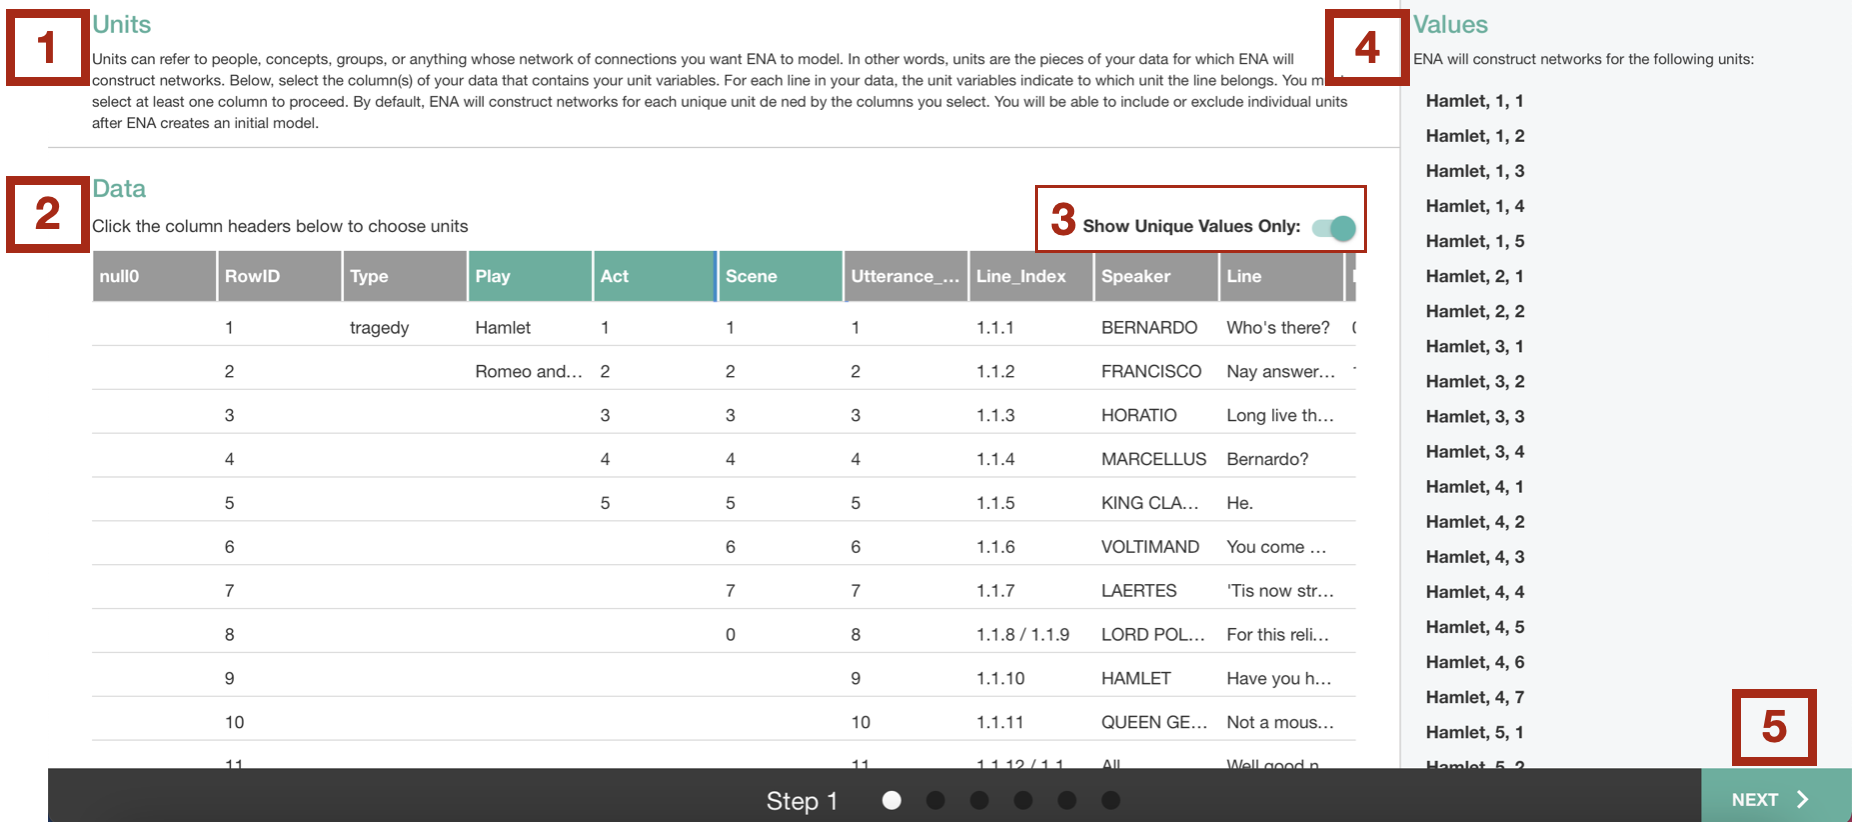 1
Units
Units can refer to people, concepts, groups, or anything whose network of connections you want ENA to model. In other words, units are the pieces of your data for which ENA will
construct networks. Below, select the column(s) of your data that contains your unit variables. For each line in your data, the unit variables indicate to which unit the line belongs. You
select at least one column to proceed. By default, ENA will construct networks for each unique unit de ned by the columns you select. You will be able to include or exclude individual units
after ENA creates an initial model.
2
Data
Click the column headers below to choose units
3 Show Unique Values Only:
null0 RowID Type Play Act Scene Utterance_... Line_Index Speaker Line
1 tragedy Hamlet 1 1 1 1.1.1 BERNARDO Who's there?
2 Romeo and... 2 2 2 1.1.2 FRANCISCO Nay answer...
3 3 3 3 1.1.3 HORATIO Long live th...
4 4 4 4 1.1.4 MARCELLUS Bernardo?
5 5 5 5 1.1.5 KING CLA... He.
6 6 6 1.1.6 VOLTIMAND You come ...
7 7 7 1.1.7 LAERTES 'Tis now str...
8 0 8 1.1.8 / 1.1.9 LORD POL... For this reli...
9 9 1.1.10 HAMLET Have you h...
10 10 1.1.11 QUEEN GE... Not a mous...
11 11 1.1.12 / 1.1 All Well good n
4
Values
ENA will construct networks for the following units:
Hamlet, 1, 1
Hamlet, 1, 2
Hamlet, 1, 3
Hamlet, 1, 4
Hamlet, 1, 5
Hamlet, 2, 1
Hamlet, 2, 2
Hamlet, 3, 1
Hamlet, 3, 2
Hamlet, 3, 3
Hamlet, 3, 4
Hamlet, 4, 1
Hamlet, 4, 2
Hamlet, 4, 3
Hamlet, 4, 4
Hamlet, 4, 5
Hamlet, 4, 6
Hamlet, 4, 7
Hamlet, 5, 1
Hamlet, 5, 2
5
Step 1
NEXT